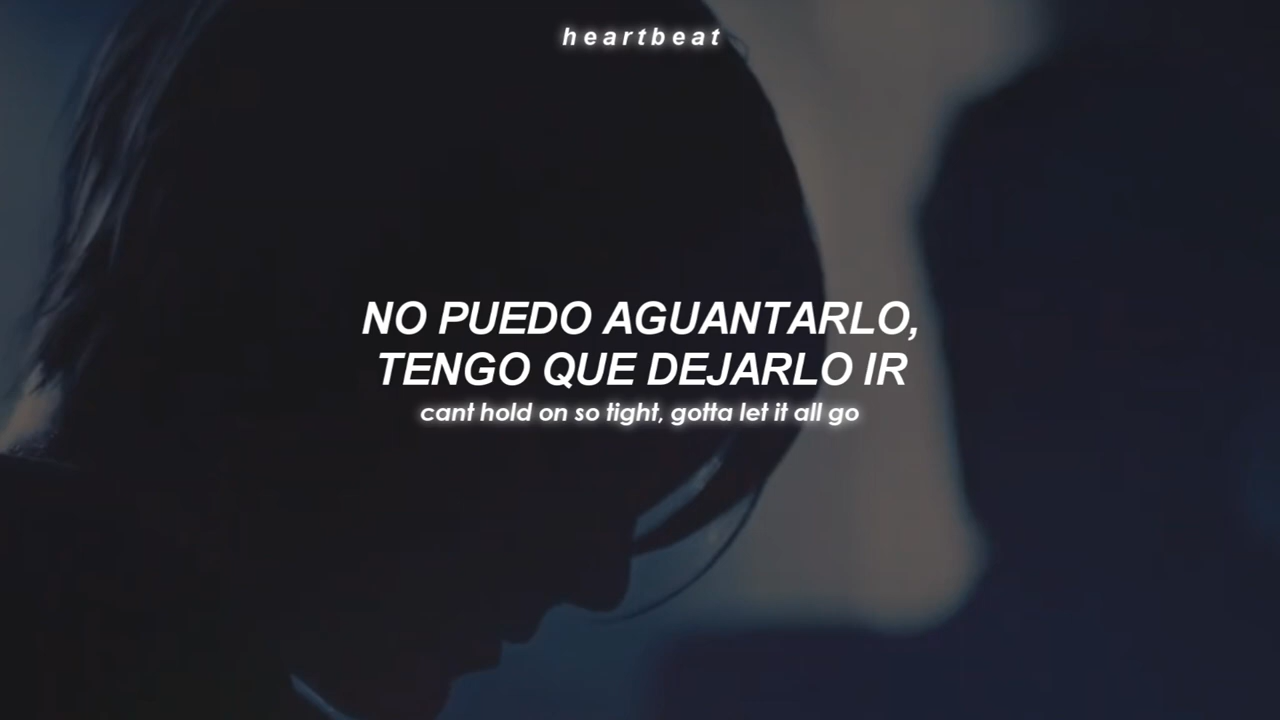 heartbeat
NO PUEDO AGUANTARLO,
TENGO QUE DEJARLO IR
cant hold on so tight, gotta let it all go